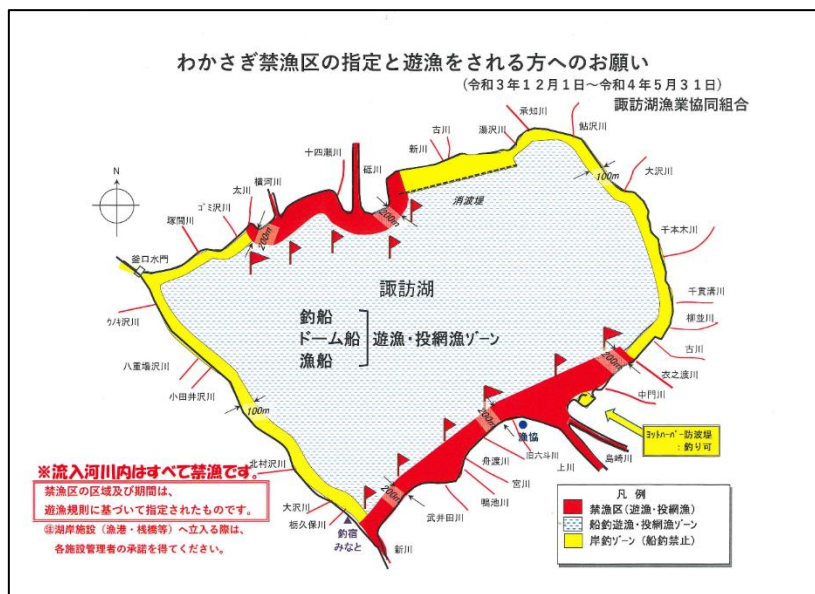 わかさぎ禁漁区の指定と遊漁をされる方へのお願い
(令和3年12月1日～令和4年5月31日)
諏訪湖漁業協同組合
承知川
鮎沢川
湯沢川
古川
新川
十四瀬川
砥川
横河川
太川
ゴミ沢川
塚間川
釜口水門
N
大沢川
100m
消波堤
200m
200m
千本木川
千貫溝川
柳並川
古川
衣之渡川
中門川
諏訪湖
釣船
ドーム船
漁船
遊漁・投網漁ゾーン
ウノキ沢川
八重塩沢川
小田井沢川
100m
北村沢川
大沢川
栃久保川
釣宿
みなと
新川
200m
武井田川
鴨池川
宮川
舟渡川
旧六斗川
漁協
200m
上川
島崎川
200m
ヨットハーバー防波堤
:釣り可
※流入河川内はすべて禁漁です。
禁漁区の区域及び期間は、
遊漁規則に基づいて指定されたものです。
㊟湖岸施設(漁港・桟橋等)へ立入る際は、
各施設管理者の承諾を得てください。
凡 例
禁漁区(遊漁・投網漁)
船釣遊漁・投網漁ゾーン
岸釣ゾーン(船釣禁止)